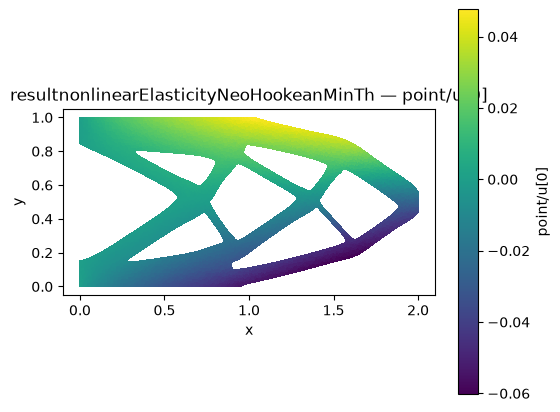 resultnonlinearElasticityNeoHookeanMinTh — point/u[0]
1.0
0.8
0.6
0.4
0.2
0.0
y
0.0 0.5 1.0 1.5 2.0
x
0.04
0.02
0.00
−0.02
−0.04
−0.06
point/u[0]